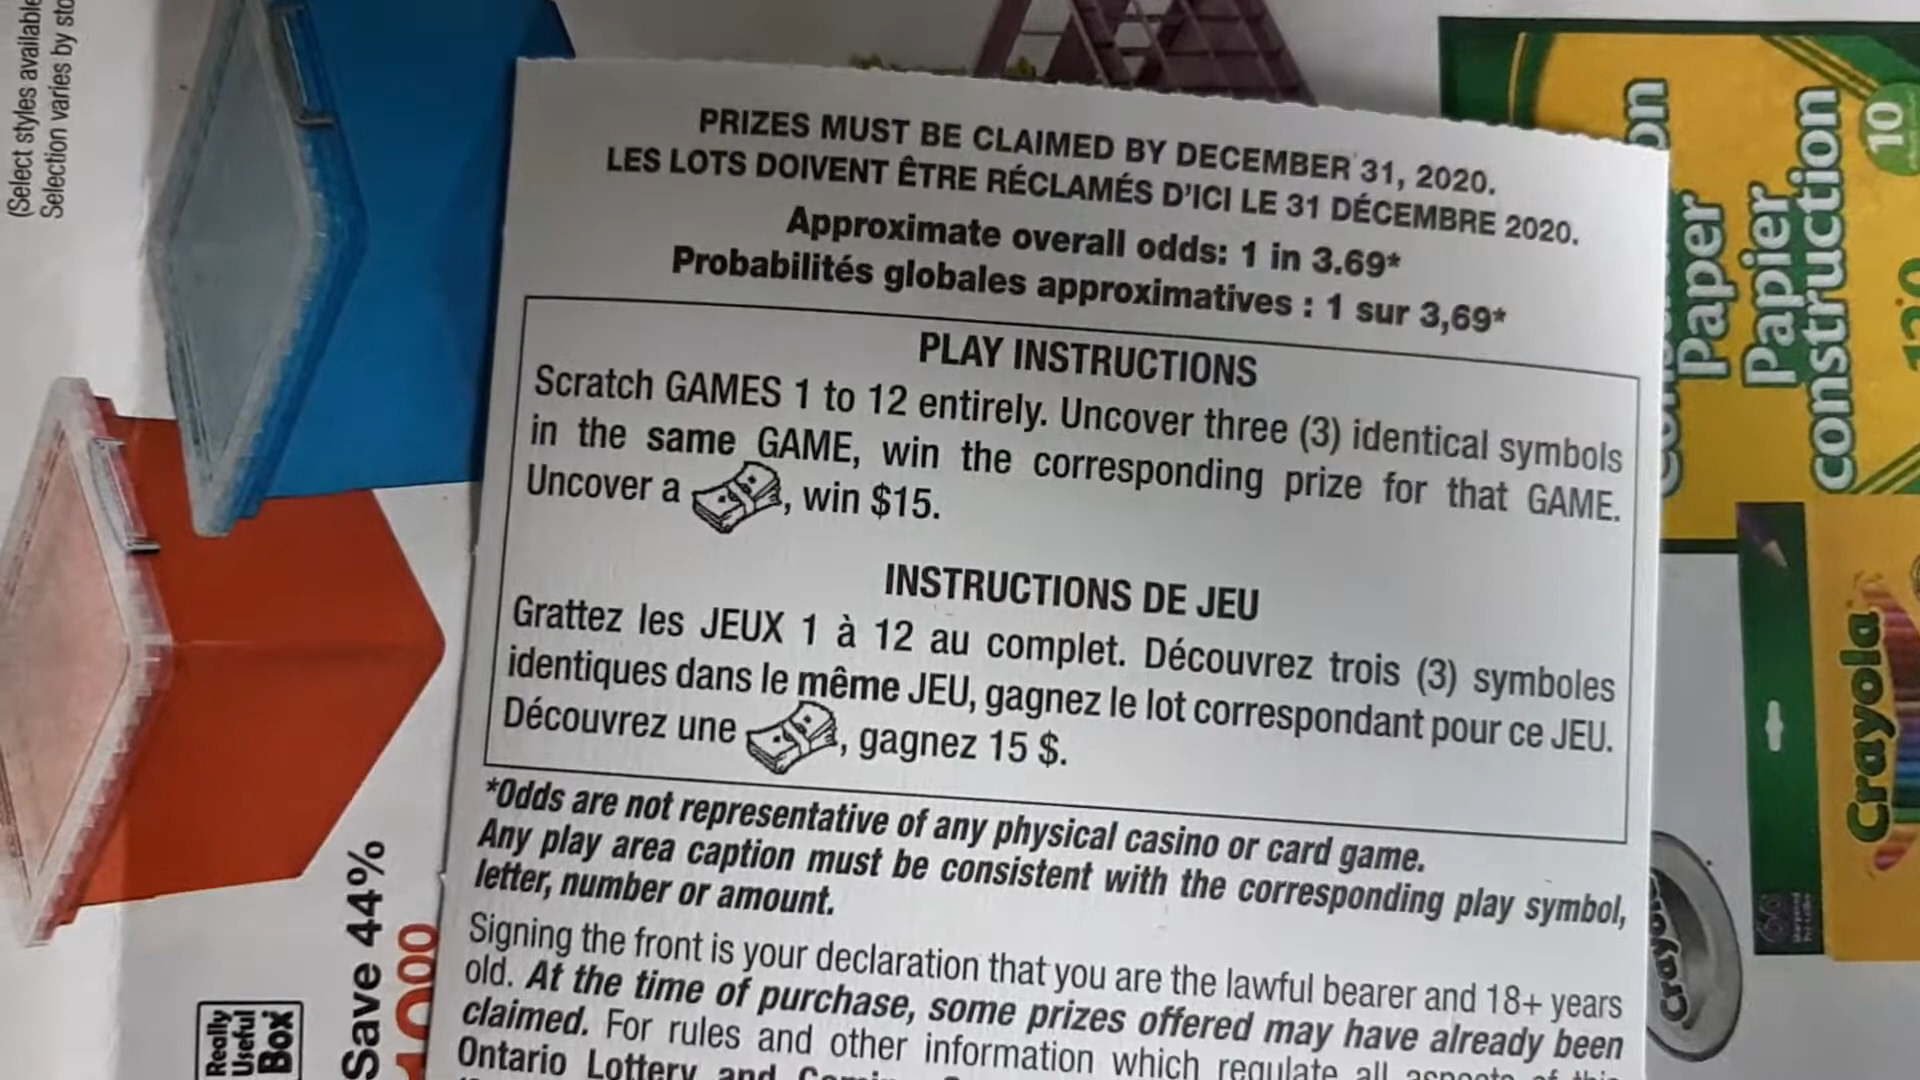 (Select styles available
Selection varies by
PRIZES MUST BE CLAIMED BY DECEMBER 31, 2020.
LES LOTS DOIVENT ÊTRE RÉCLAMÉS D'ICI LE 31 DÉCEMBRE 2020.
Approximate overall odds: 1 in 3.69*
Probabilités globales approximatives : 1 sur 3,69*
PLAY INSTRUCTIONS
Scratch GAMES 1 to 12 entirely. Uncover three (3) identical symbols
in the same GAME, win the corresponding prize for that GAME.
Uncover a , win $15.
INSTRUCTIONS DE JEU
Grattez les JEUX 1 à 12 au complet. Découvrez trois (3) symboles
identiques dans le même JEU, gagnez le lot correspondant pour ce JEU.
Découvrez une , gagnez 15 $.
*Odds are not representative of any physical casino or card game.
Any play area caption must be consistent with the corresponding play symbol,
letter, number or amount.
Signing the front is your declaration that you are the lawful bearer and 18+ years
old. At the time of purchase, some prizes offered may have already been
claimed. For rules and other information which regulate all aspects of this
Ontario Lottery and
Save 44%
Really
Useful
Box
Paper
Papier
construction
10
Crayola
Crayola